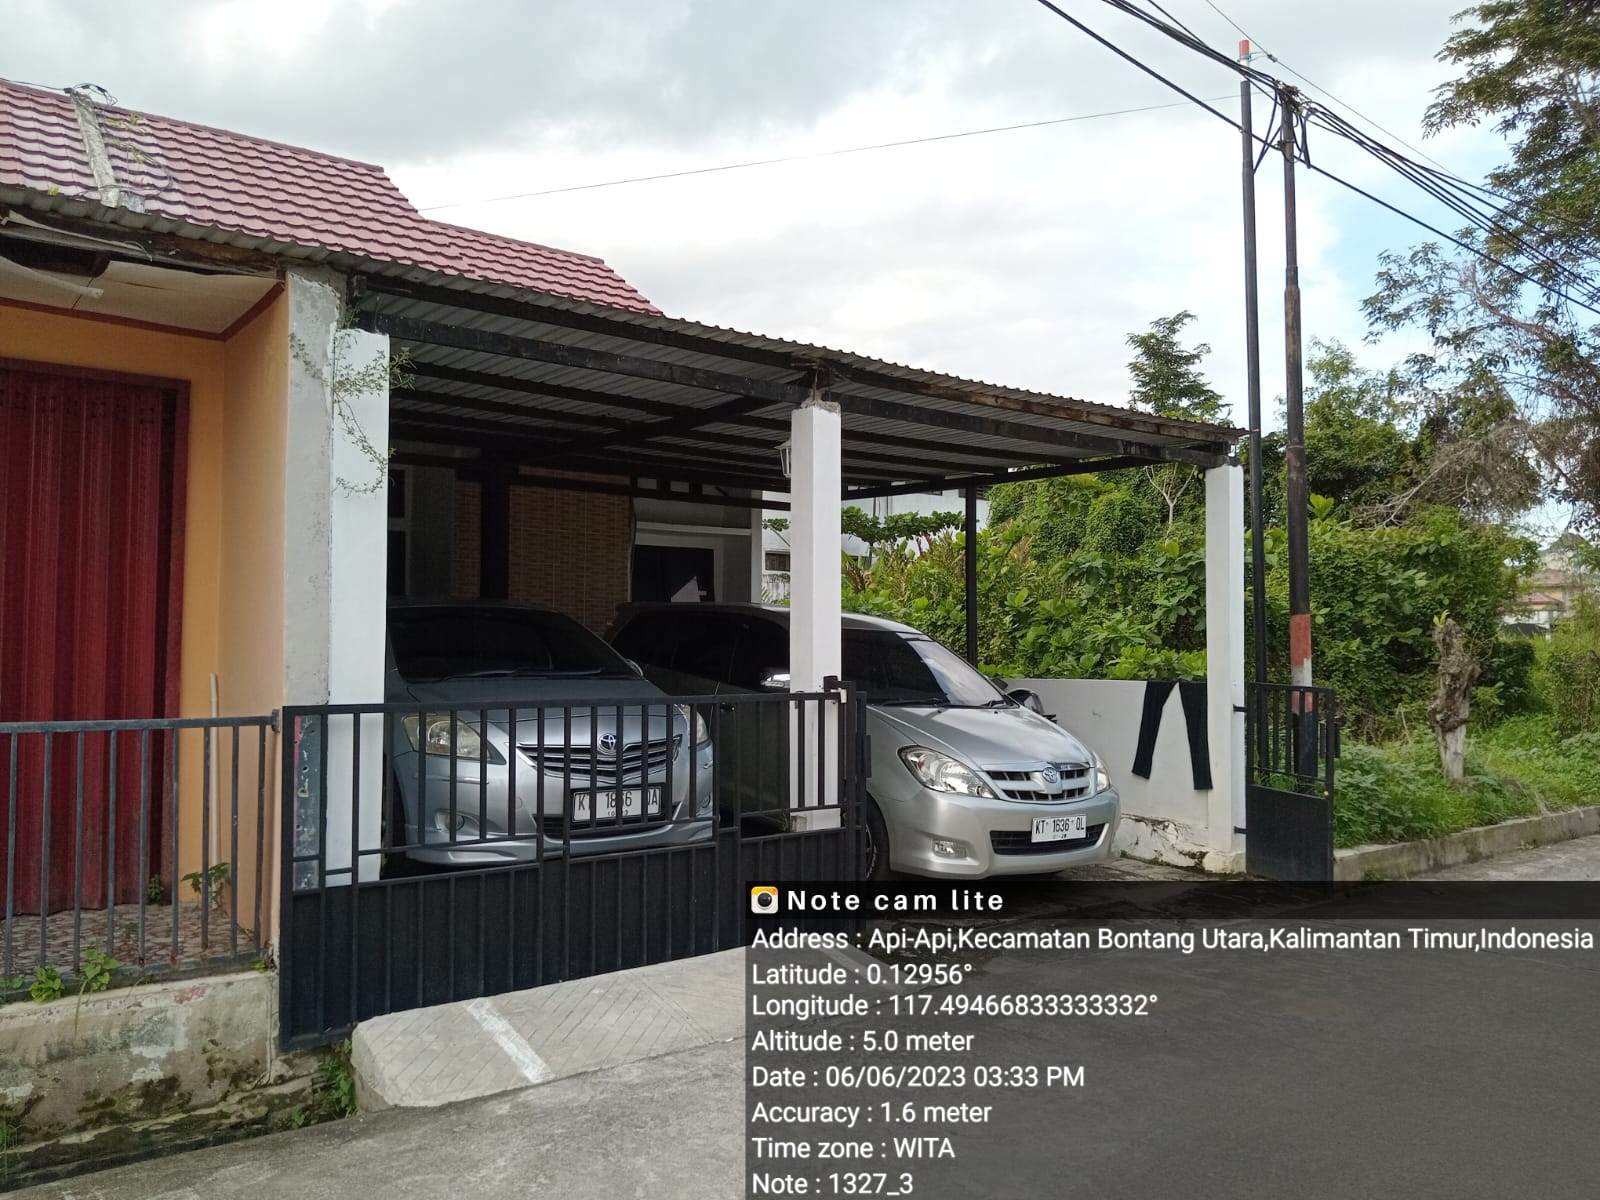 KT 1636 QL
01-28
Note cam lite
Address : Api-Api,Kecamatan Bontang Utara,Kalimantan Timur,Indonesia
Latitude : 0.12956°
Longitude : 117.49466833333332°
Altitude : 5.0 meter
Date : 06/06/2023 03:33 PM
Accuracy : 1.6 meter
Time zone : WITA
Note : 1327_3